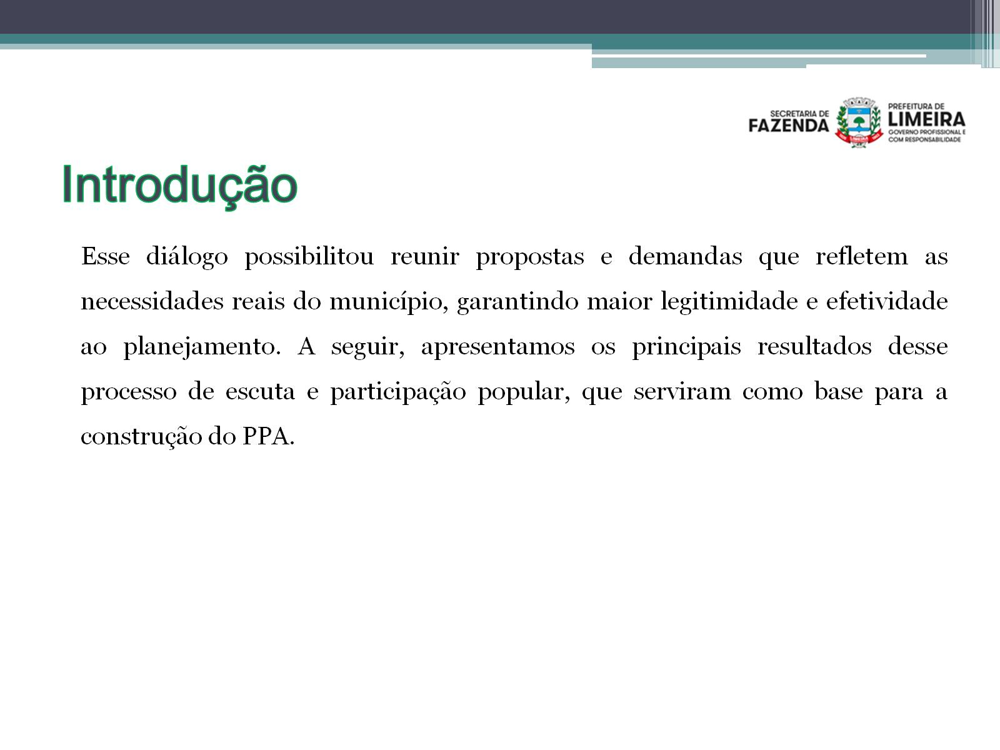 SECRETARIA DE
FAZENDA
LIMEIRA
PREFEITURA DE
LIMEIRA
GOVERNO PROFISSIONAL E
COM RESPONSABILIDADE
Introdução
Esse diálogo possibilitou reunir propostas e demandas que refletem as
necessidades reais do município, garantindo maior legitimidade e efetividade
ao planejamento. A seguir, apresentamos os principais resultados desse
processo de escuta e participação popular, que serviram como base para a
construção do PPA.